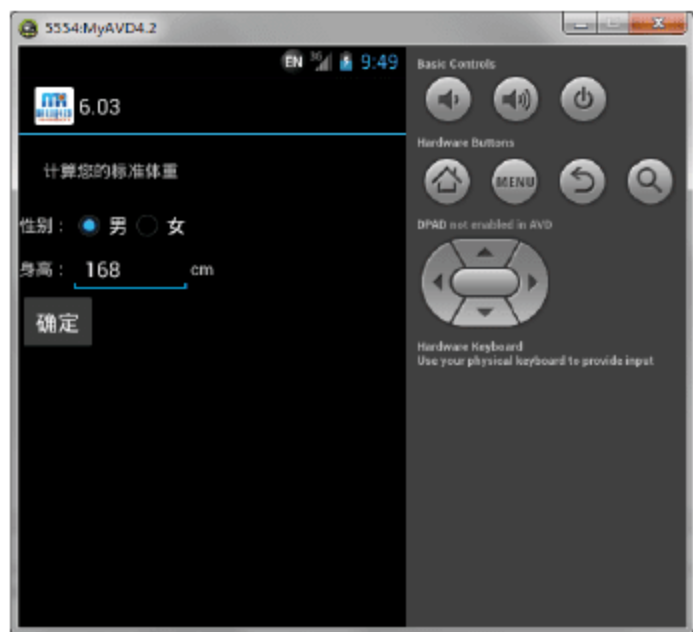 5554:MyAVD4.2
EN 3G 9:49
6.03
计算您的标准体重
性别： 男 女
身高： 168 cm
确定
Basic Controls
Hardware Buttons
MENU
DPAD not enabled in AVD
Hardware Keyboard
Use your physical keyboard to provide input